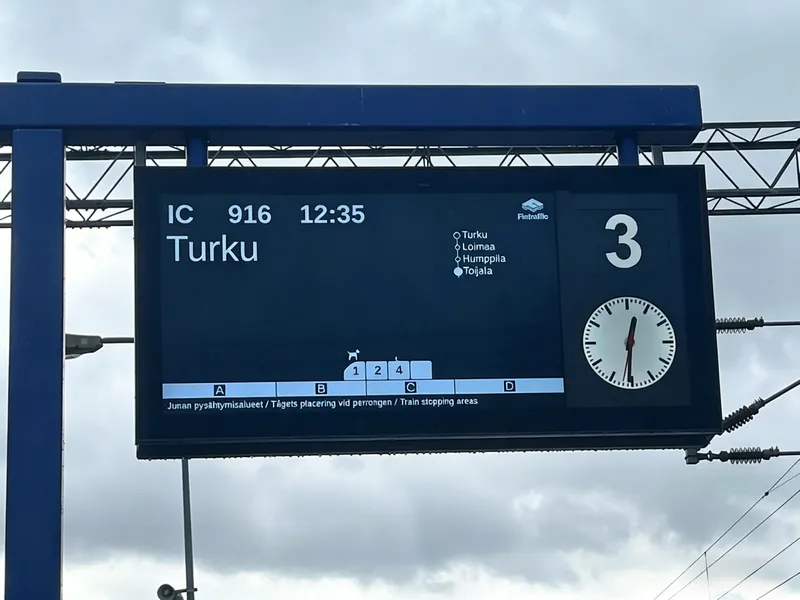 IC 916 12:35
Turku
Fintraffic
Turku
Loimaa
Humppila
Toijala
3
1 2 4
A B C D
Junan pysähtymisalueet / Tågets placering vid perrongen / Train stopping areas